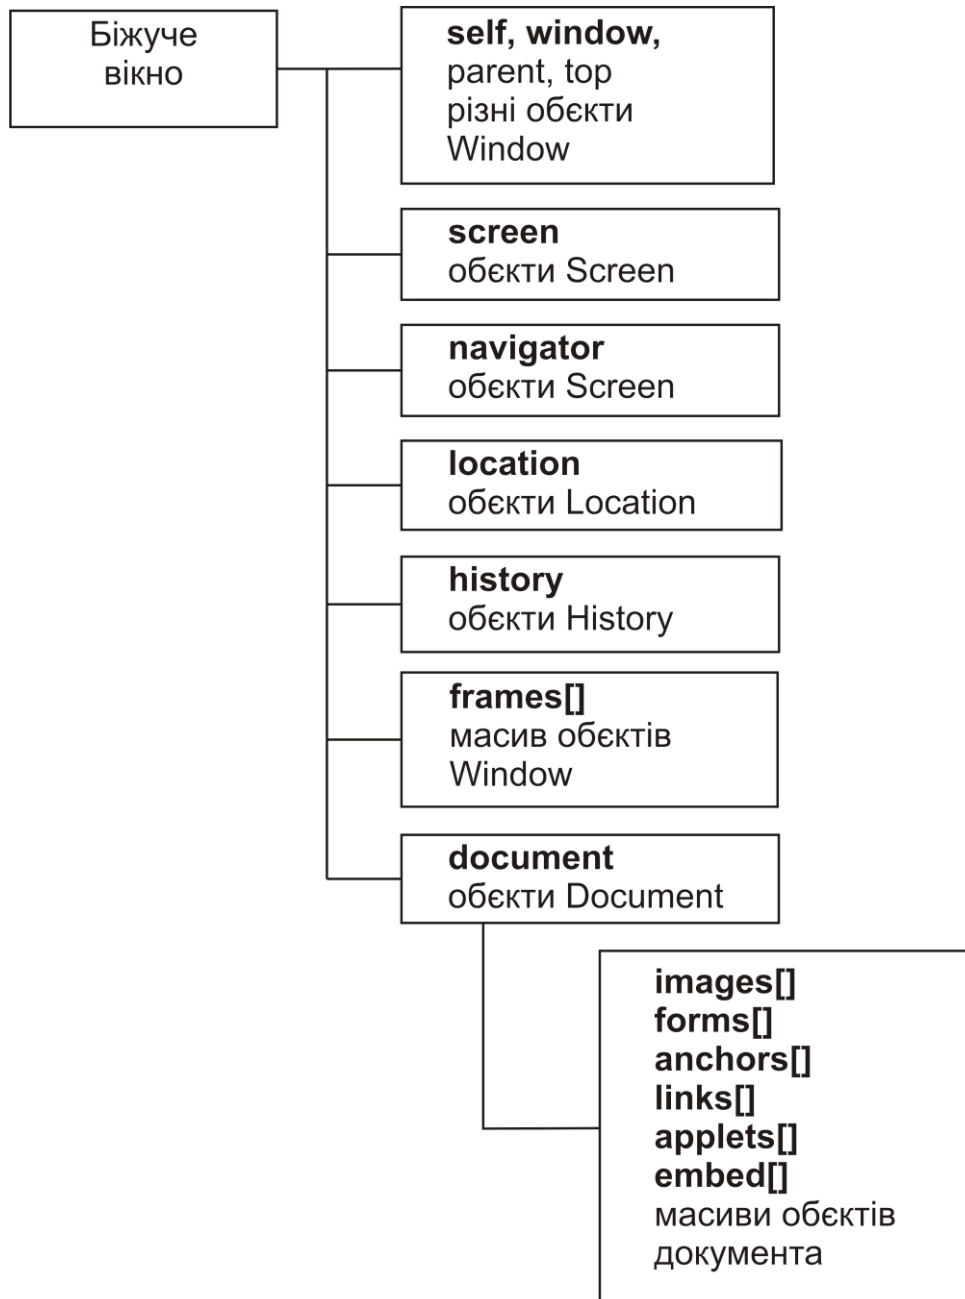 Біжуче
вікно
self, window,
parent, top
різні обєкти
Window
screen
обєкти Screen
navigator
обєкти Screen
location
обєкти Location
history
обєкти History
frames[]
масив обєктів
Window
document
обєкти Document
images[]
forms[]
anchors[]
links[]
applets[]
embed[]
масиви обєктів
документа